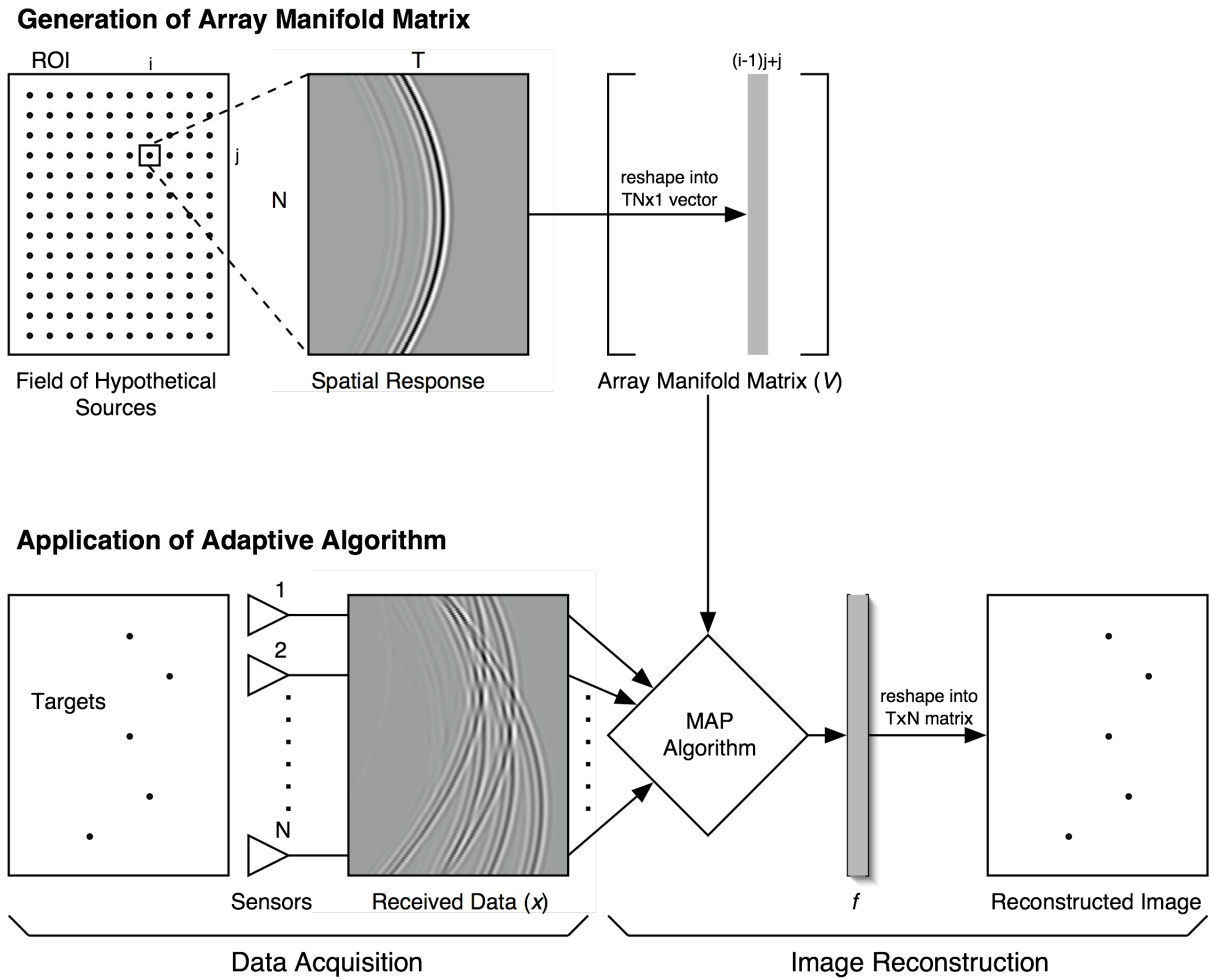 Generation of Array Manifold Matrix
ROI
i
T
(i-1)j+j
j
N
reshape into
TNx1 vector
Field of Hypothetical
Sources
Spatial Response
Array Manifold Matrix (V)
Application of Adaptive Algorithm
1
2
Targets
N
MAP
Algorithm
reshape into
TxN matrix
Sensors
Received Data (x)
f
Reconstructed Image
Data Acquisition
Image Reconstruction